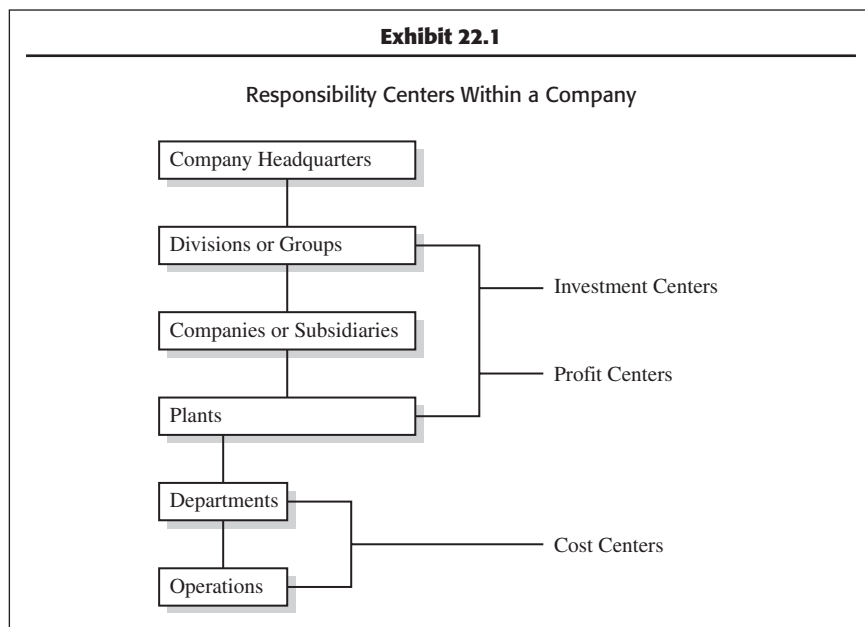 Exhibit 22.1
Responsibility Centers Within a Company
Company Headquarters
Divisions or Groups
Investment Centers
Companies or Subsidiaries
Profit Centers
Plants
Departments
Cost Centers
Operations